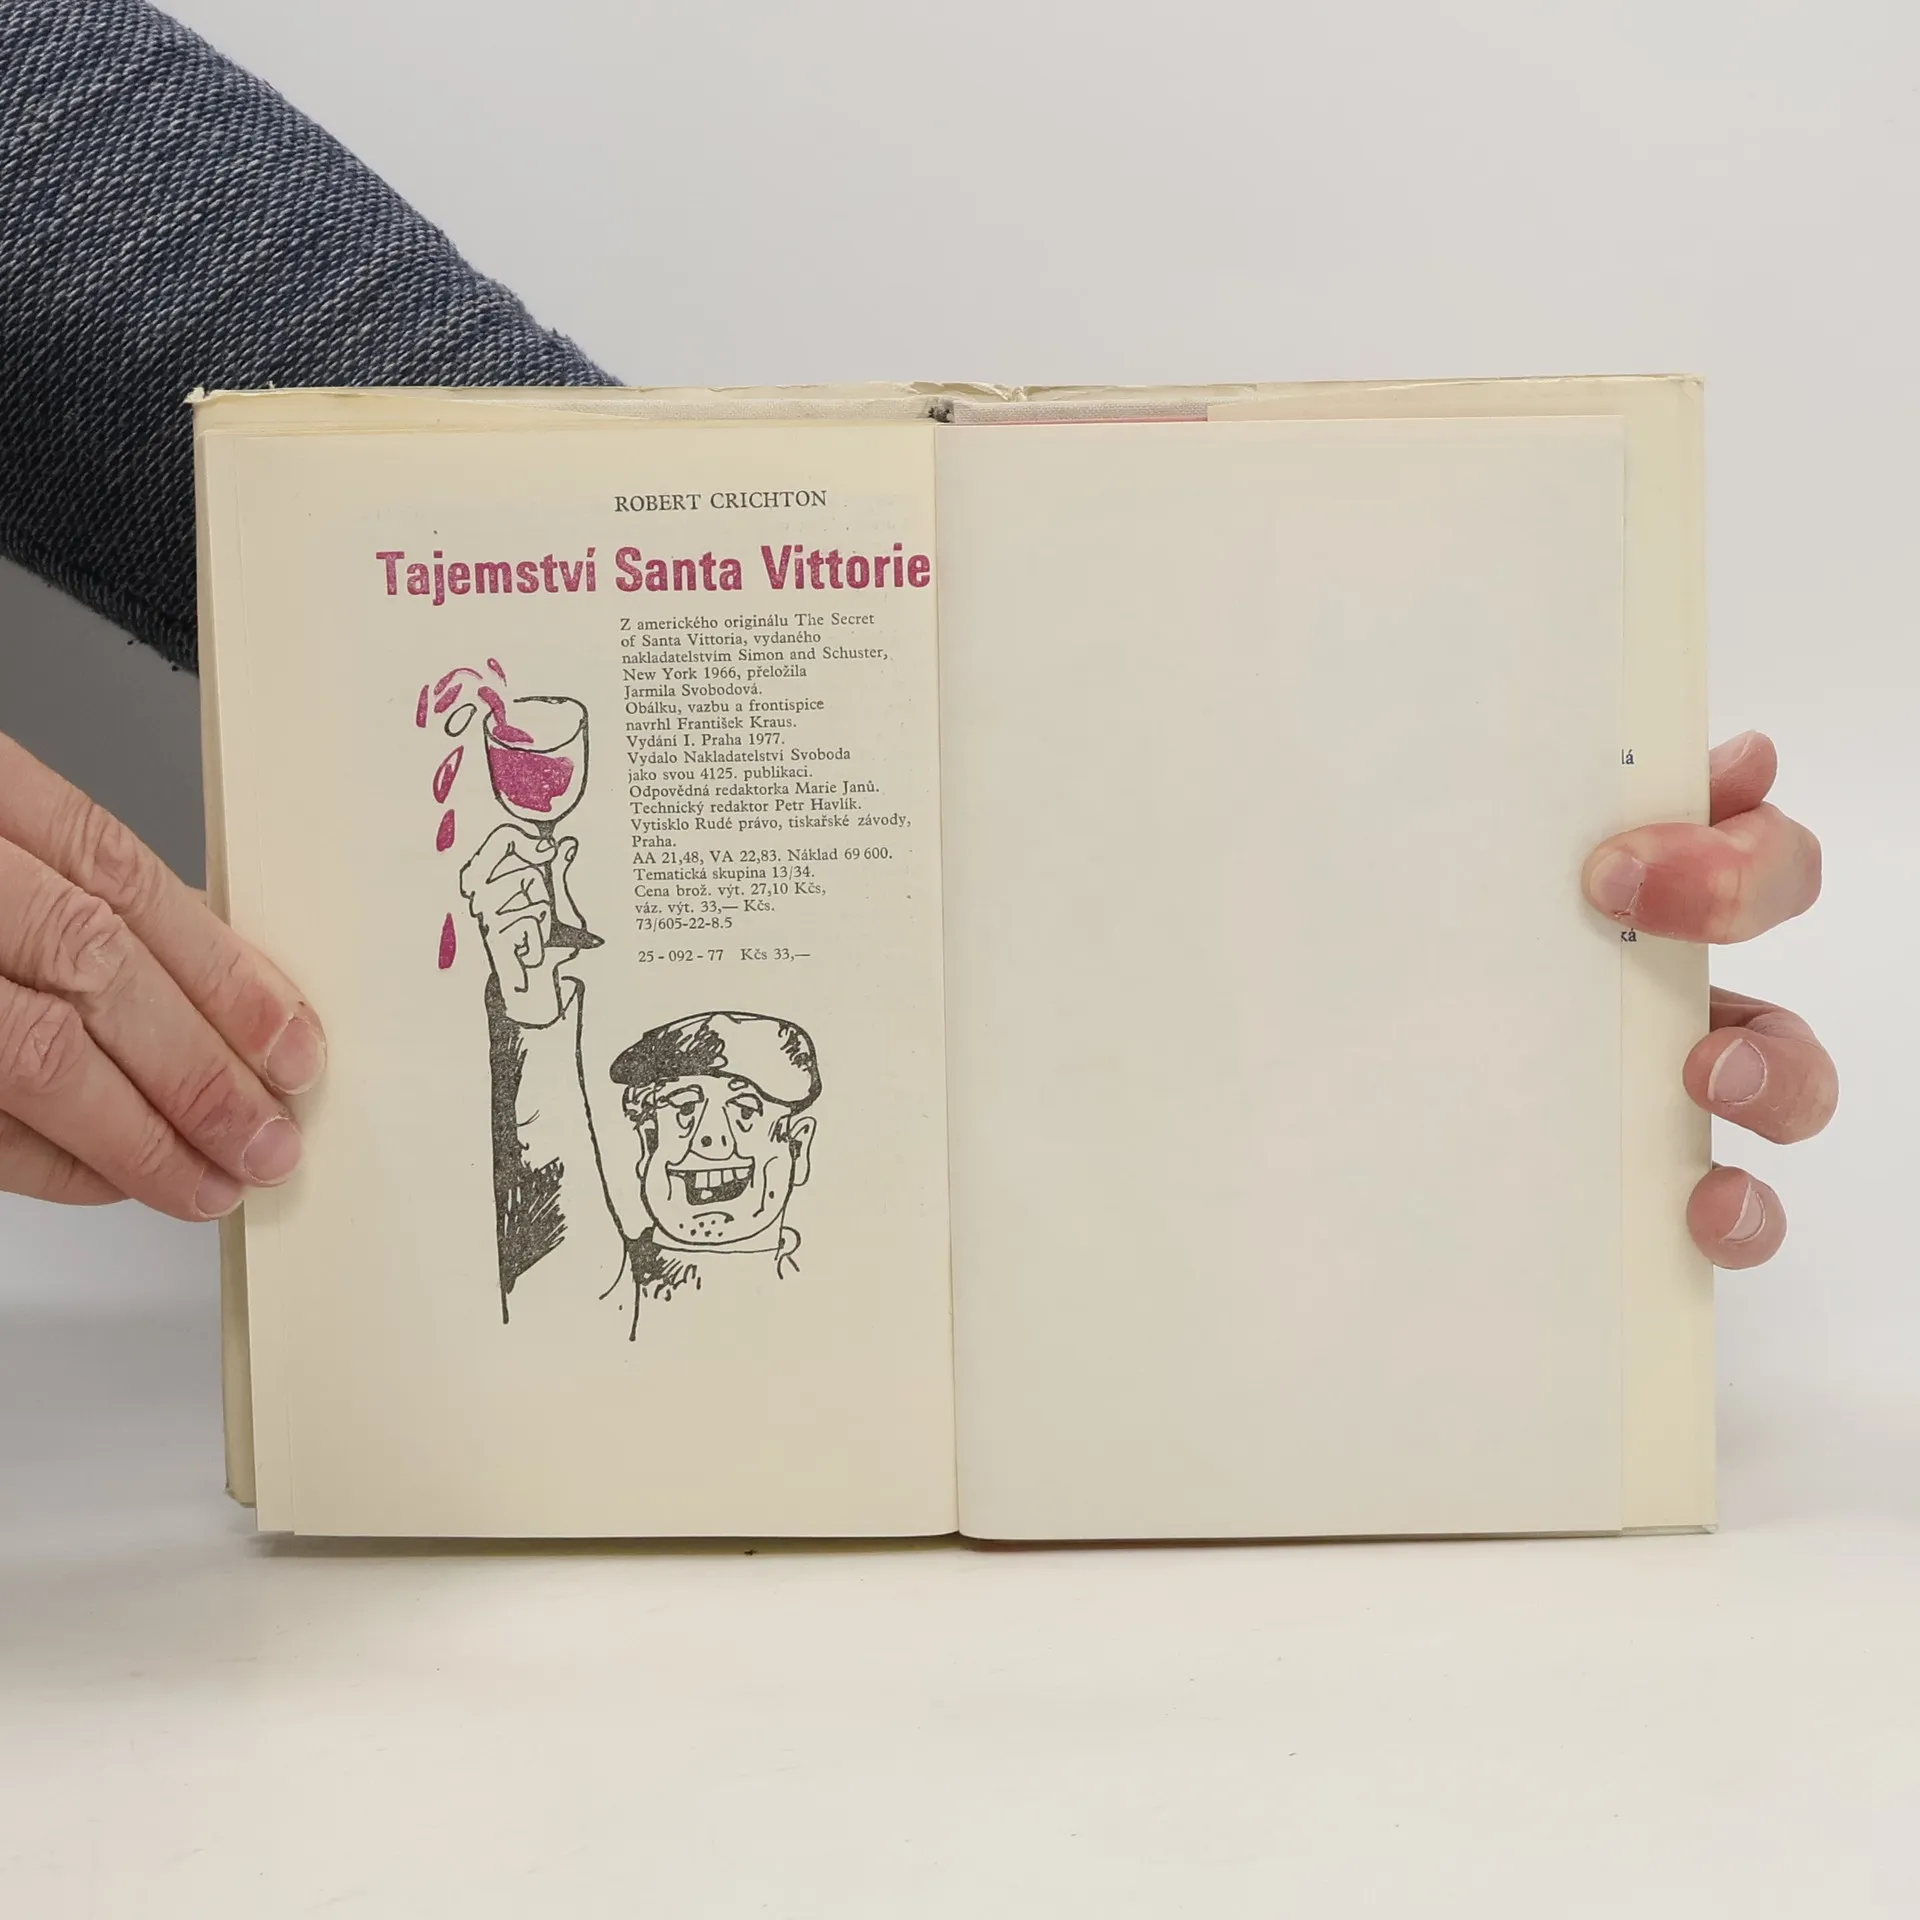 ROBERT CRICHTON
Tajemství Santa Vittorie
Z amerického originálu The Secret
of Santa Vittoria, vydaného
nakladatelstvím Simon and Schuster,
New York 1966, přeložila
Jarmila Svobodová.
Obálku, vazbu a frontispice
navrhl František Kraus.
Vydání I. Praha 1977.
Vydalo Nakladatelství Svoboda
jako svou 4125. publikaci.
Odpovědná redaktorka Marie Janů.
Technický redaktor Petr Havlík.
Vytisklo Rudé právo, tiskařské závody,
Praha.
AA 21,48, VA 22,83. Náklad 69 600.
Tematická skupina 13/34.
Cena brož. výt. 27,10 Kčs,
váz. výt. 33,— Kčs.
73/605-22-8.5
25-092-77 Kčs 33,—